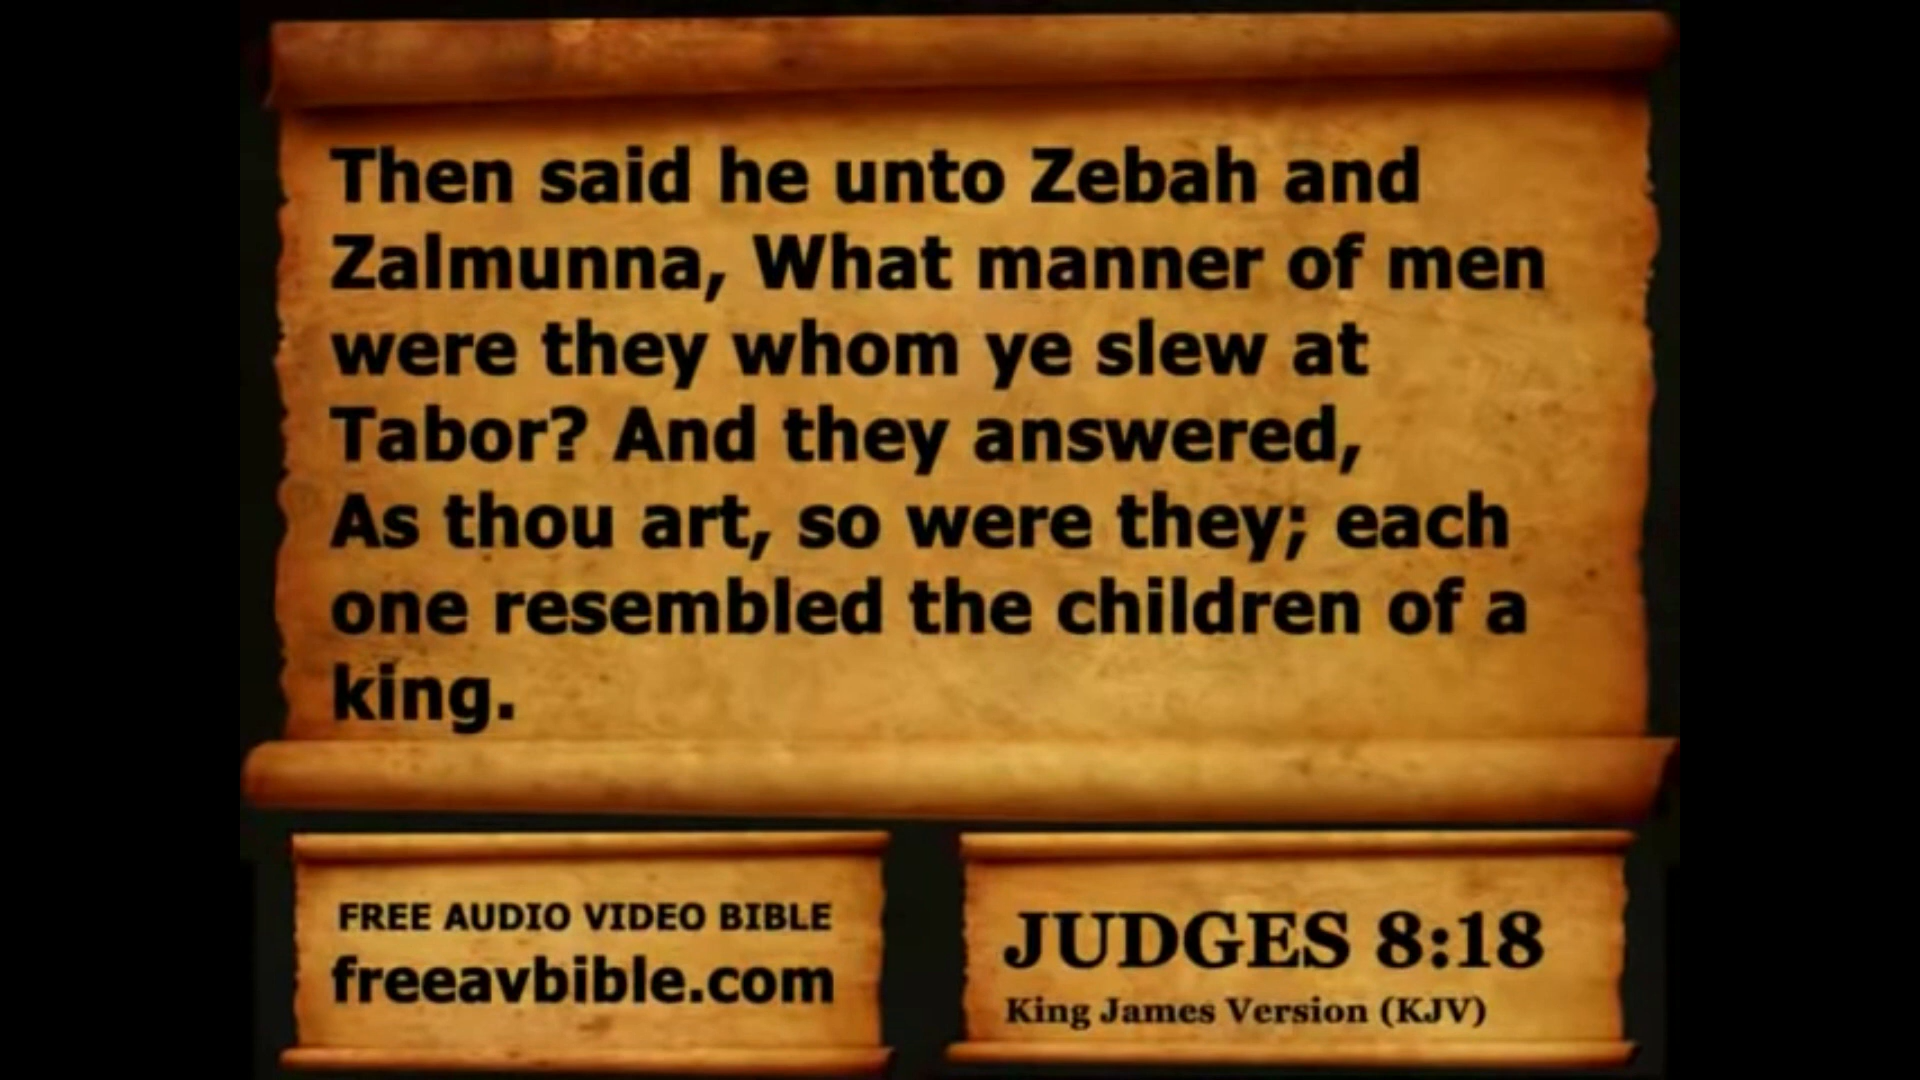 Then said he unto Zebah and
Zalmunna, What manner of men
were they whom ye slew at
Tabor? And they answered,
As thou art, so were they; each
one resembled the children of a
king.
FREE AUDIO VIDEO BIBLE
freeavbible.com
JUDGES 8:18
King James Version (KJV)